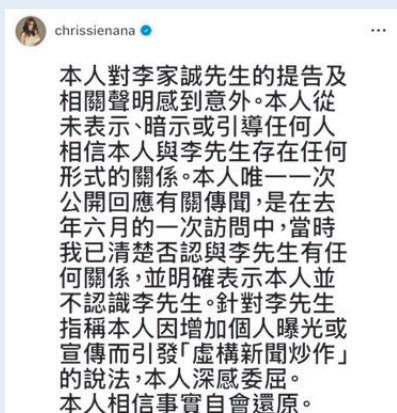 chrissienana
本人對李家誠先生的提告及
相關聲明感到意外。本人從
未表示、暗示或引導任何人
相信本人與李先生存在任何
形式的關係。本人唯一一次
公開回應有關傳聞,是在去
年六月的一次訪問中,當時
我已清楚否認與李先生有任
何關係,並明確表示本人並
不認識李先生。針對李先生
指稱本人因增加個人曝光或
宣傳而引發「虛構新聞炒作」
的說法,本人深感委屈。
本人相信事實自會還原。